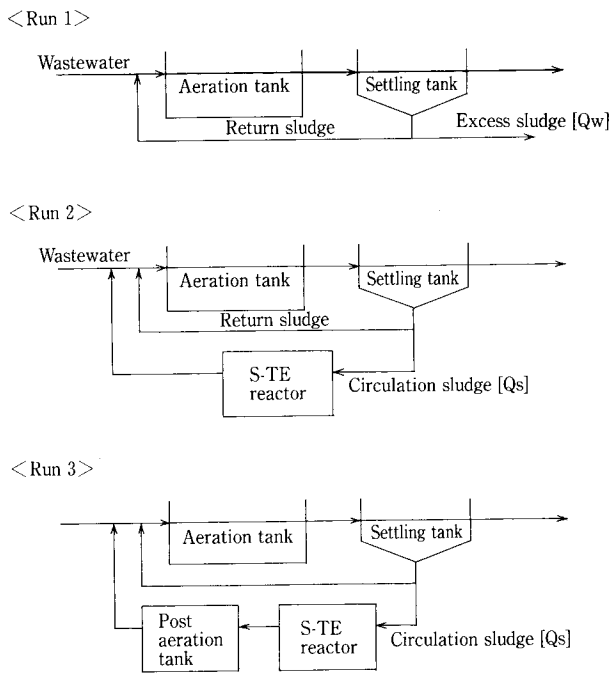 <Run 1>
Wastewater
Aeration tank
Settling tank
Return sludge
Excess sludge [Qw]
<Run 2>
Wastewater
Aeration tank
Settling tank
Return sludge
S-TE
reactor
Circulation sludge [Qs]
<Run 3>
Aeration tank
Settling tank
Post
aeration
tank
S-TE
reactor
Circulation sludge [Qs]